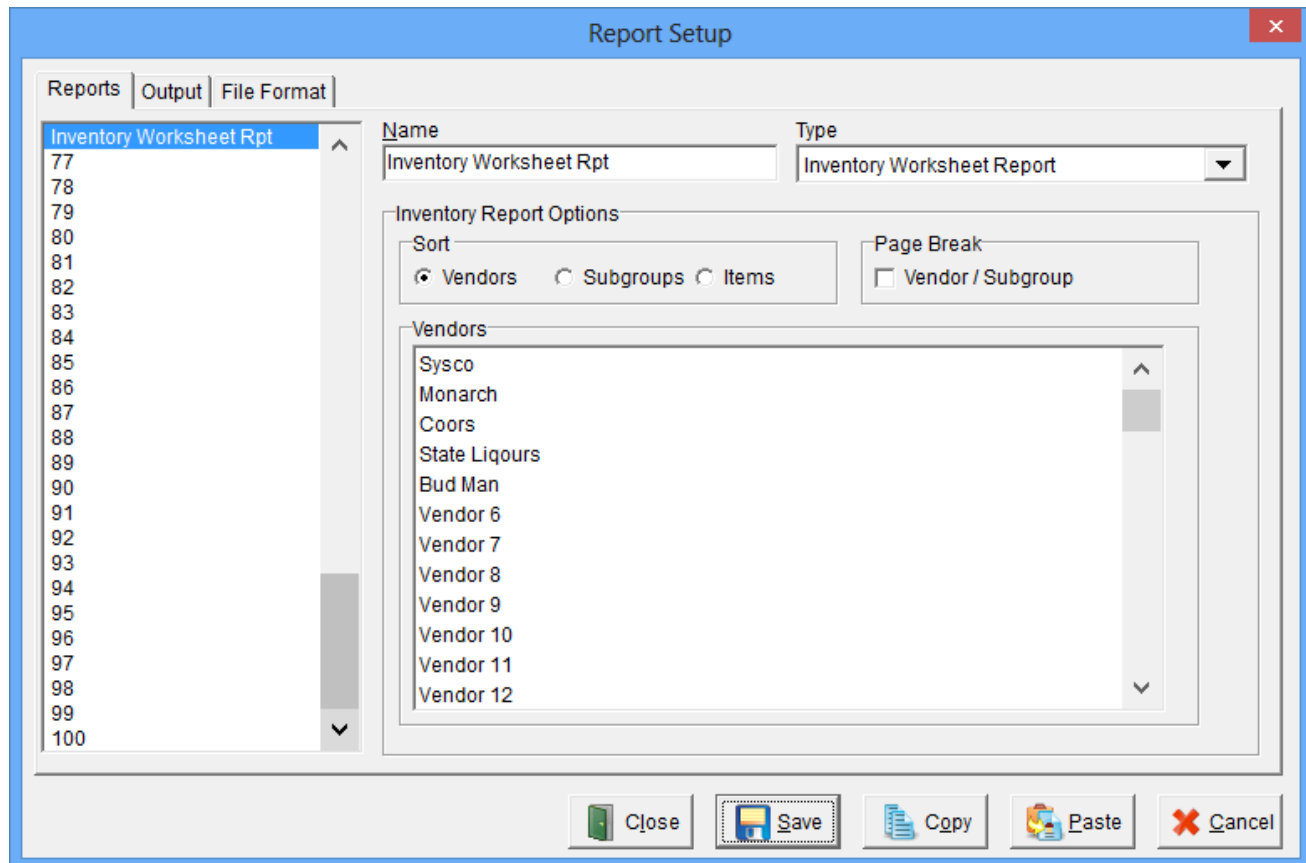 Report Setup
Reports Output File Format
Inventory Worksheet Rpt
77
78
79
80
81
82
83
84
85
86
87
88
89
90
91
92
93
94
95
96
97
98
99
100
Name
Inventory Worksheet Rpt
Type
Inventory Worksheet Report
Inventory Report Options
Sort
Vendors Subgroups Items
Page Break
Vendor / Subgroup
Vendors
Sysco
Monarch
Coors
State Liqours
Bud Man
Vendor 6
Vendor 7
Vendor 8
Vendor 9
Vendor 10
Vendor 11
Vendor 12
Close Save Copy Paste Cancel